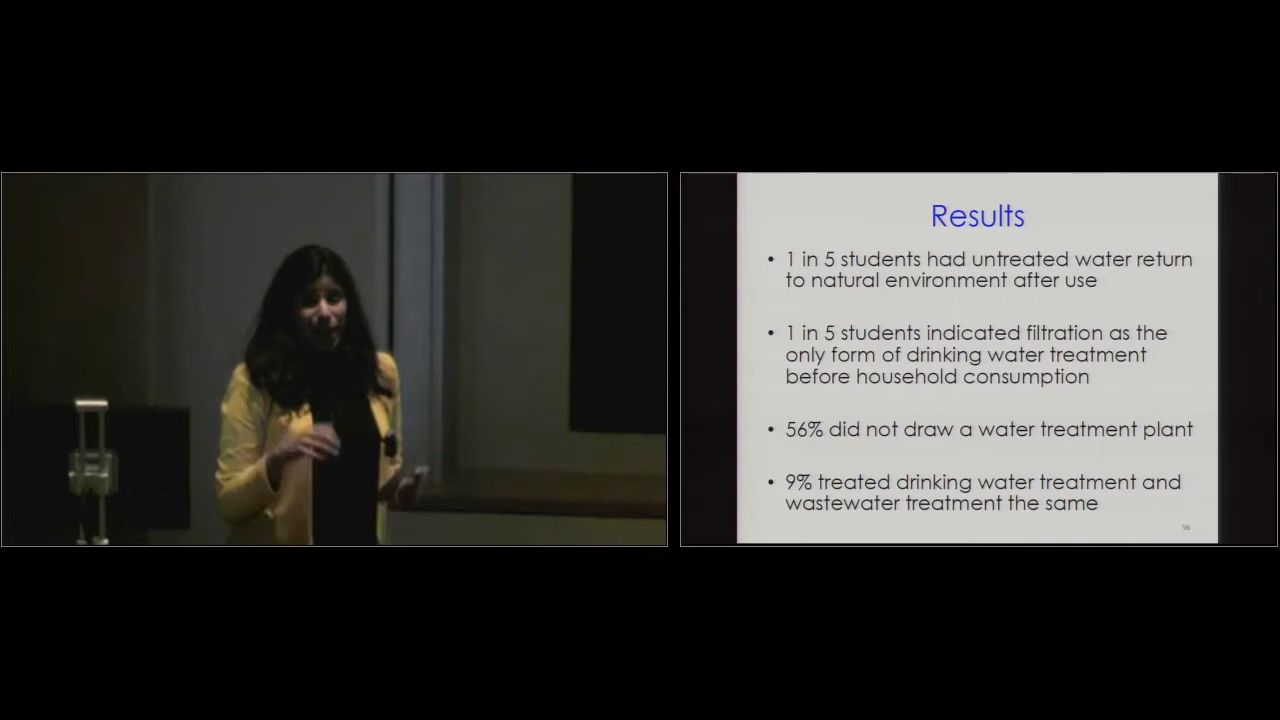 Results
• 1 in 5 students had untreated water return
to natural environment after use
• 1 in 5 students indicated filtration as the
only form of drinking water treatment
before household consumption
• 56% did not draw a water treatment plant
• 9% treated drinking water treatment and
wastewater treatment the same
58